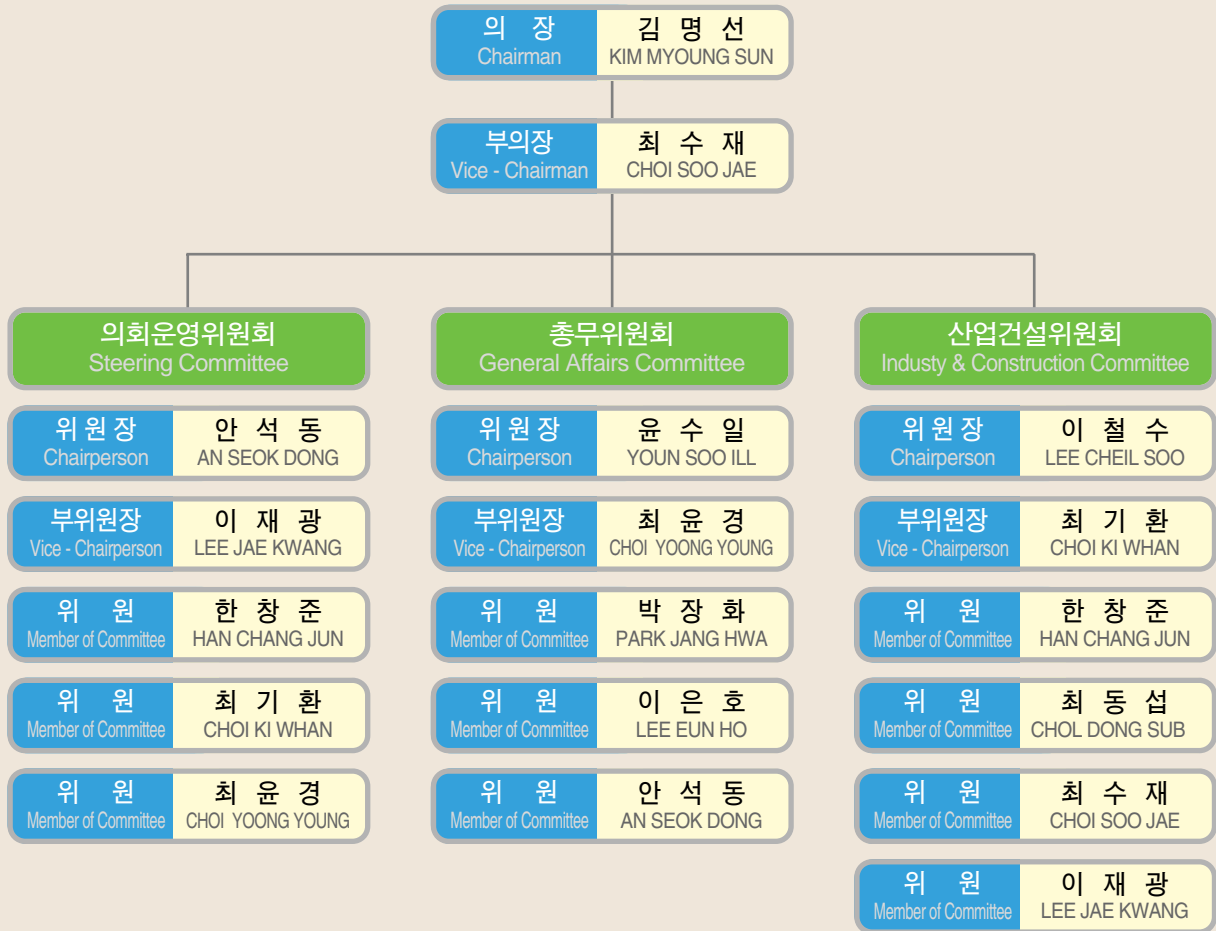 의 장
Chairman
김 명 선
KIM MYOUNG SUN
부의장
Vice - Chairman
최 수 재
CHOI SOO JAE
의회운영위원회
Steering Committee
위 원 장
Chairperson
안 석 동
AN SEOK DONG
부위원장
Vice - Chairperson
이 재 광
LEE JAE KWANG
위 원
Member of Committee
한 창 준
HAN CHANG JUN
위 원
Member of Committee
최 기 환
CHOI KI WHAN
위 원
Member of Committee
최 윤 경
CHOI YOONG YOUNG
총무위원회
General Affairs Committee
위 원 장
Chairperson
윤 수 일
YOUN SOO ILL
부위원장
Vice - Chairperson
최 윤 경
CHOI YOONG YOUNG
위 원
Member of Committee
박 장 화
PARK JANG HWA
위 원
Member of Committee
이 은 호
LEE EUN HO
위 원
Member of Committee
안 석 동
AN SEOK DONG
산업건설위원회
Industy & Construction Committee
위 원 장
Chairperson
이 철 수
LEE CHEIL SOO
부위원장
Vice - Chairperson
최 기 환
CHOI KI WHAN
위 원
Member of Committee
한 창 준
HAN CHANG JUN
위 원
Member of Committee
최 동 섭
CHOL DONG SUB
위 원
Member of Committee
최 수 재
CHOI SOO JAE
위 원
Member of Committee
이 재 광
LEE JAE KWANG